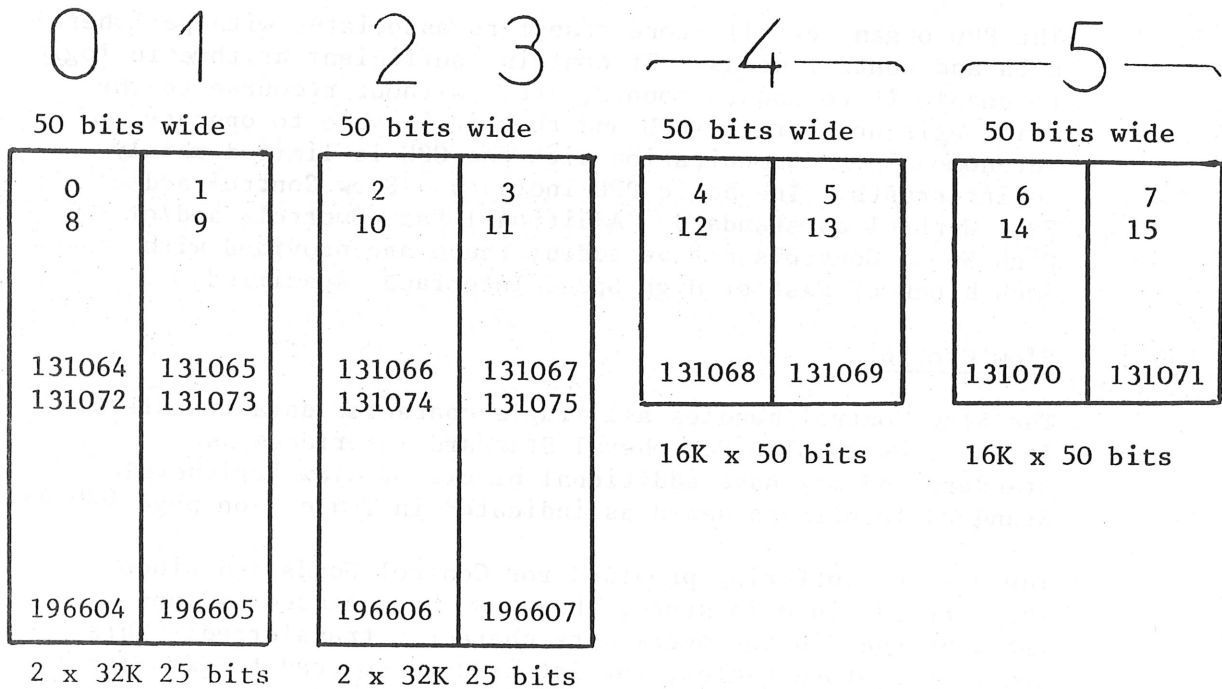 0 1 2 3 4 5
50 bits wide 50 bits wide 50 bits wide 50 bits wide
0 1 2 3 4 5 6 7
8 9 10 11 12 13 14 15
131064 131065 131066 131067 131068 131069 131070 131071
131072 131073 131074 131075
16K x 50 bits 16K x 50 bits
196604 196605 196606 196607
2 x 32K 25 bits 2 x 32K 25 bits